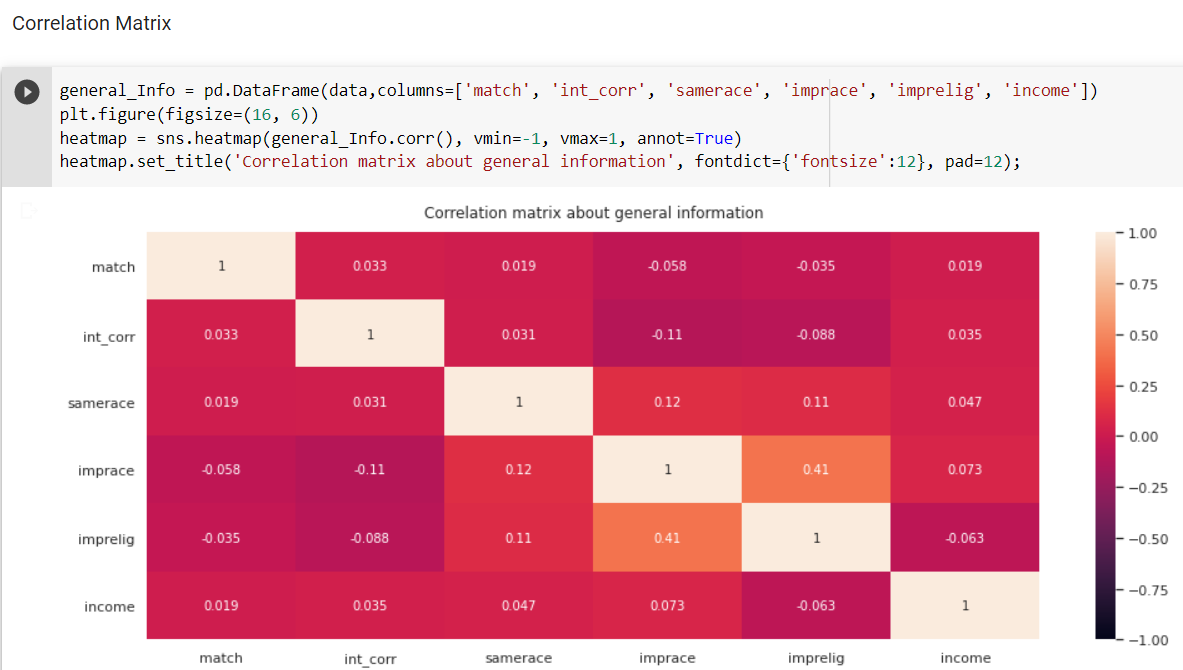 Correlation Matrix
general_Info = pd.DataFrame(data,columns=['match', 'int_corr', 'samerace', 'imprace', 'imprelig', 'income'])
plt.figure(figsize=(16, 6))
heatmap = sns.heatmap(general_Info.corr(), vmin=-1, vmax=1, annot=True)
heatmap.set_title('Correlation matrix about general information', fontdict={'fontsize':12}, pad=12);
Correlation matrix about general information
match 1 0.033 0.019 -0.058 -0.035 0.019
int_corr 0.033 1 0.031 -0.11 -0.088 0.035
samerace 0.019 0.031 1 0.12 0.11 0.047
imprace -0.058 -0.11 0.12 1 0.41 0.073
imprelig -0.035 -0.088 0.11 0.41 1 -0.063
income 0.019 0.035 0.047 0.073 -0.063 1
match int_corr samerace imprace imprelig income
1.00
0.75
0.50
0.25
0.00
−0.25
−0.50
−0.75
−1.00